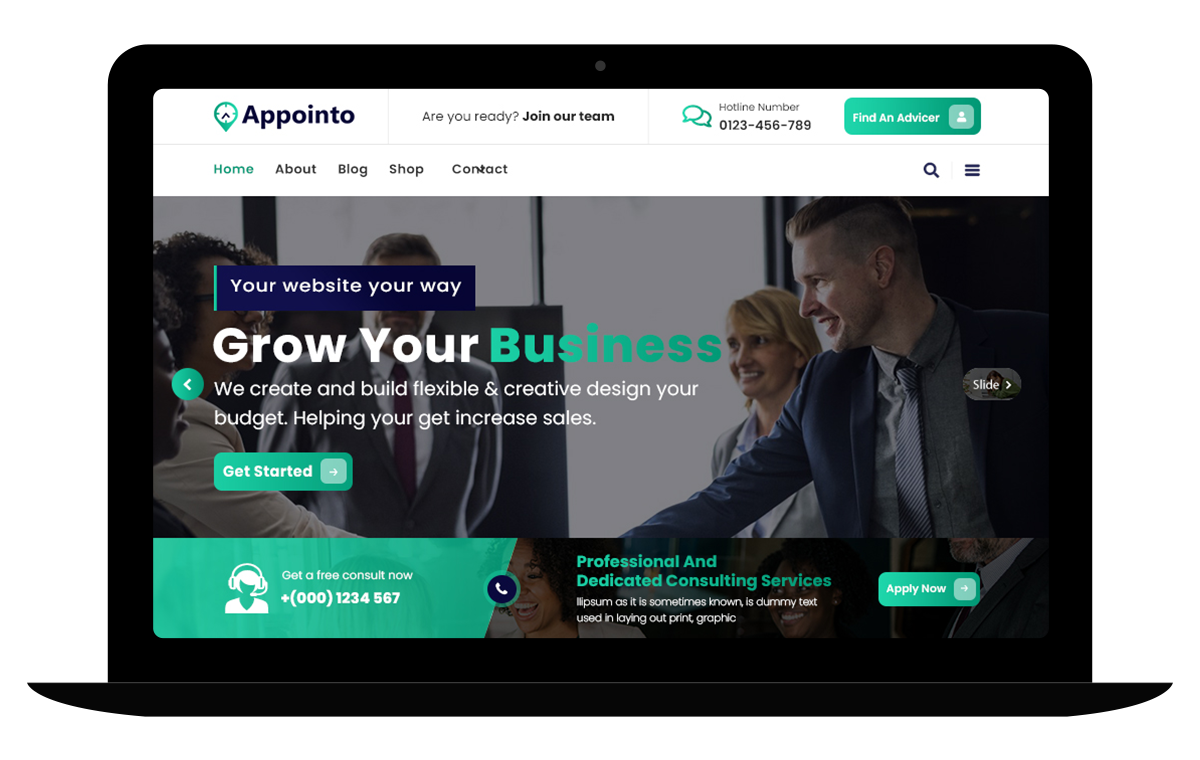 Appointo
Are you ready? Join our team
Hotline Number
0123-456-789
Find An Advicer
Home About Blog Shop Contact
Your website your way
Grow Your Business
We create and build flexible & creative design your
budget. Helping your get increase sales.
Slide
Get Started
Get a free consult now
+(000) 1234 567
Professional And
Dedicated Consulting Services
llipsum as it is sometimes known, is dummy text
used in laying out print, graphic
Apply Now